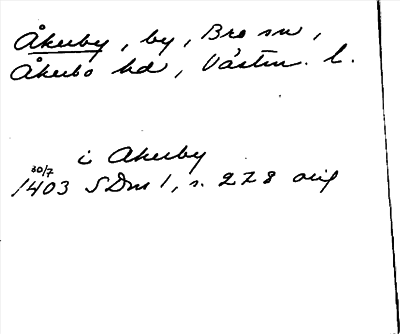 Åkerby, by, Bro sn,
Åkerbo hd, Västm. l.
i Akerby
30/7
1403 SDns 1, s. 278 orig